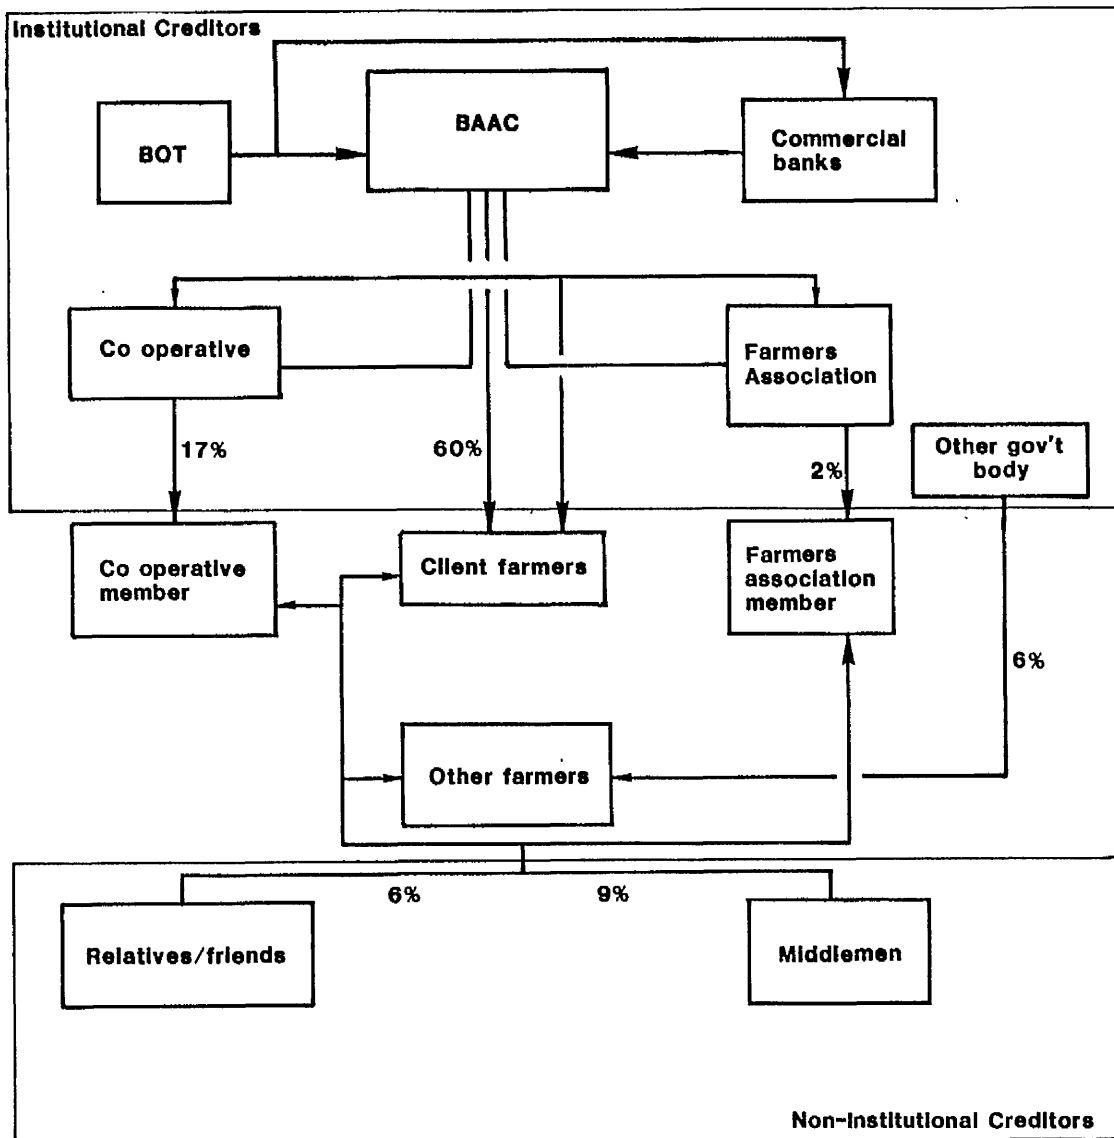 Institutional Creditors
BOT
BAAC
Commercial
banks
Co operative
Farmers
Association
17%
60%
2%
Other gov't
body
Co operative
member
Client farmers
Farmers
association
member
6%
Other farmers
6%
9%
Relatives/friends
Middlemen
Non-Institutional Creditors